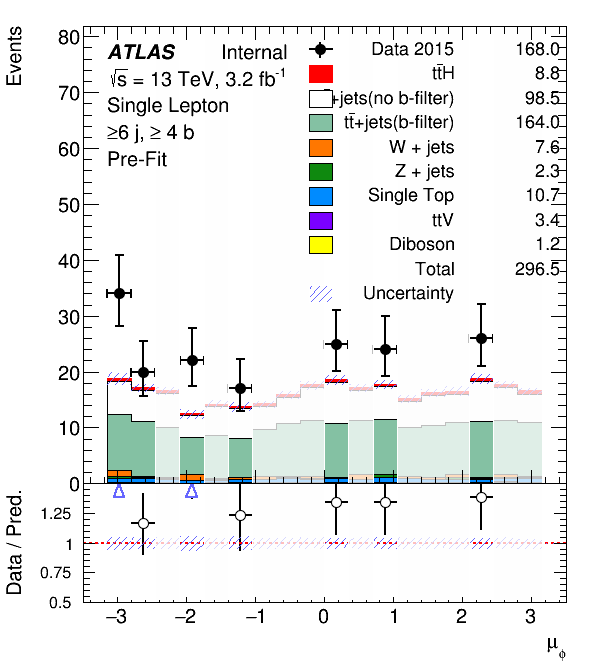 Events
80
70
60
50
40
30
20
10
0
ATLAS Internal
√s = 13 TeV, 3.2 fb-1
Single Lepton
≥6 j, ≥ 4 b
Pre-Fit
Data 2015 168.0
tt̄H 8.8
+jets(no b-filter) 98.5
tt̄+jets(b-filter) 164.0
W + jets 7.6
Z + jets 2.3
Single Top 10.7
ttV 3.4
Diboson 1.2
Total 296.5
Uncertainty
Data / Pred.
1.25
1
0.75
0.5
−3 −2 −1 0 1 2 3
μϕ